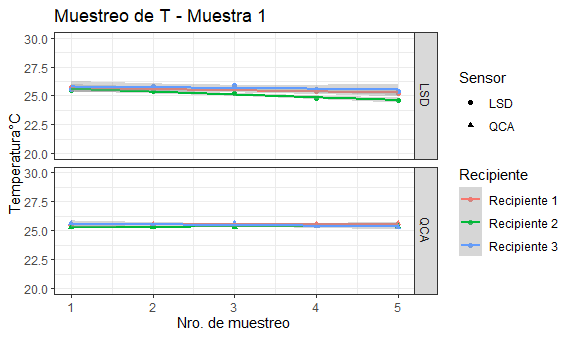 Muestreo de T - Muestra 1
Temperatura°C
30.0
27.5
25.0
22.5
20.0
LSD
30.0
27.5
25.0
22.5
20.0
QCA
1
2
3
4
5
Nro. de muestreo
Sensor
LSD
QCA
Recipiente
Recipiente 1
Recipiente 2
Recipiente 3